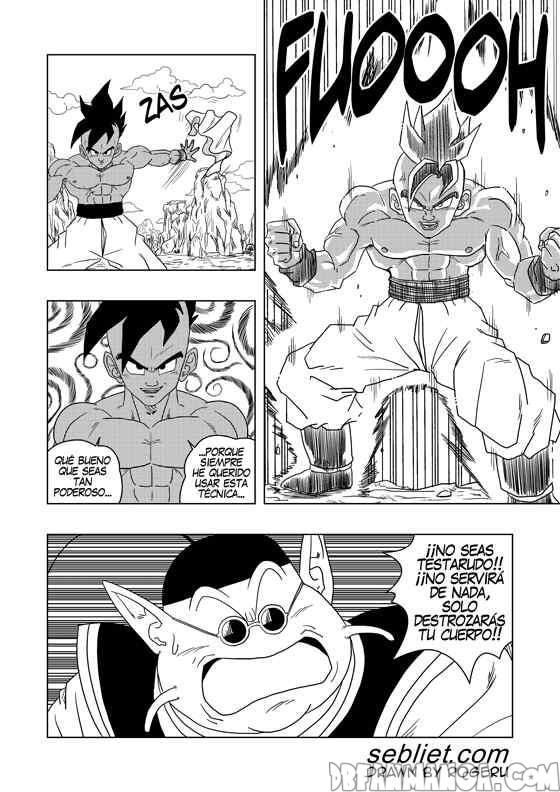 ZAS
FUOOOH
QUÉ BUENO
QUE SEAS
TAN
PODEROSO...
...PORQUE
SIEMPRE
HE QUERIDO
USAR ESTA
TÉCNICA...
¡¡NO SEAS
TESTARUDO!!
¡¡NO SERVIRÁ
DE NADA,
SOLO
DESTROZARÁS
TU CUERPO!!
sebliet.com
DRAWN BY ROGERU
DBFANMANGA.COM